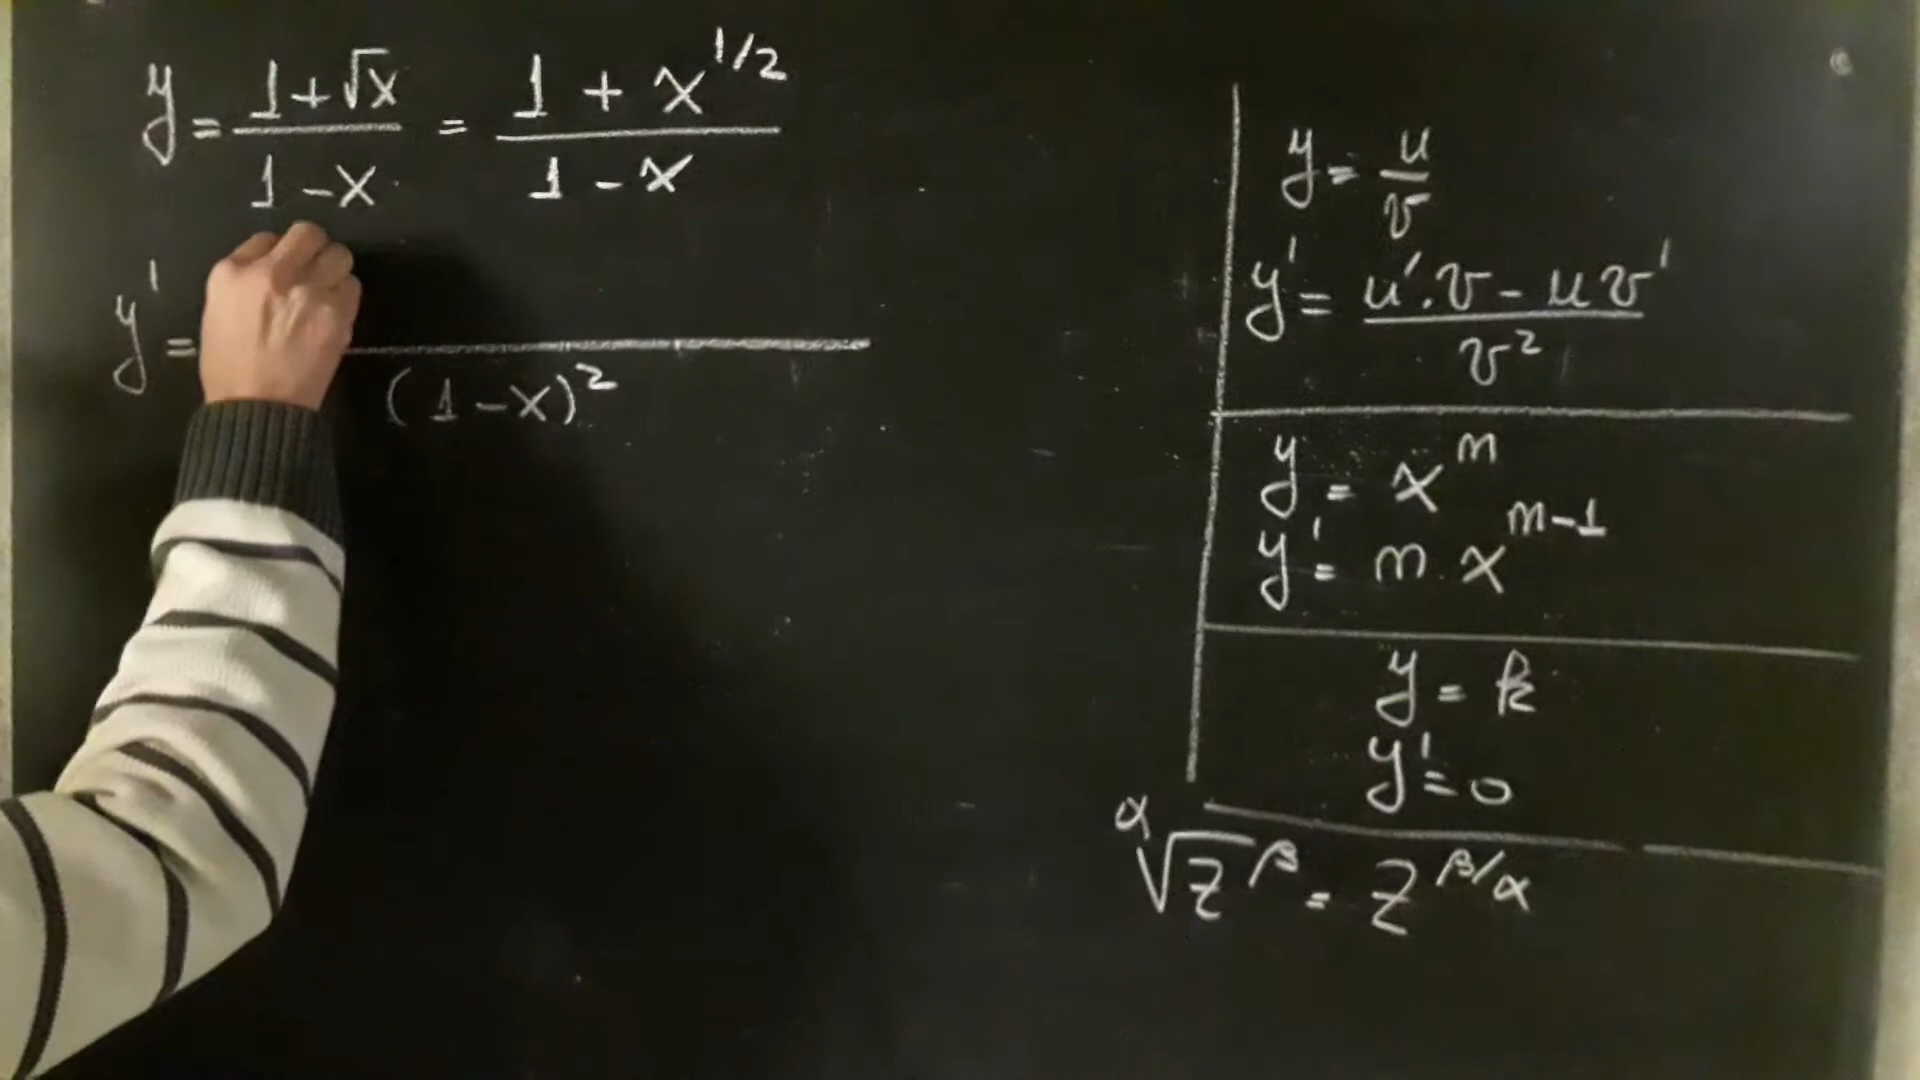 y = 1+√x / 1-x = 1 + x^1/2 / 1 - x
y' = / (1-x)^2
y = u / v
y' = u'.v - uv' / v^2
y = x^m
y' = m x^m-1
y = k
y' = 0
α√z^β = z^β/α